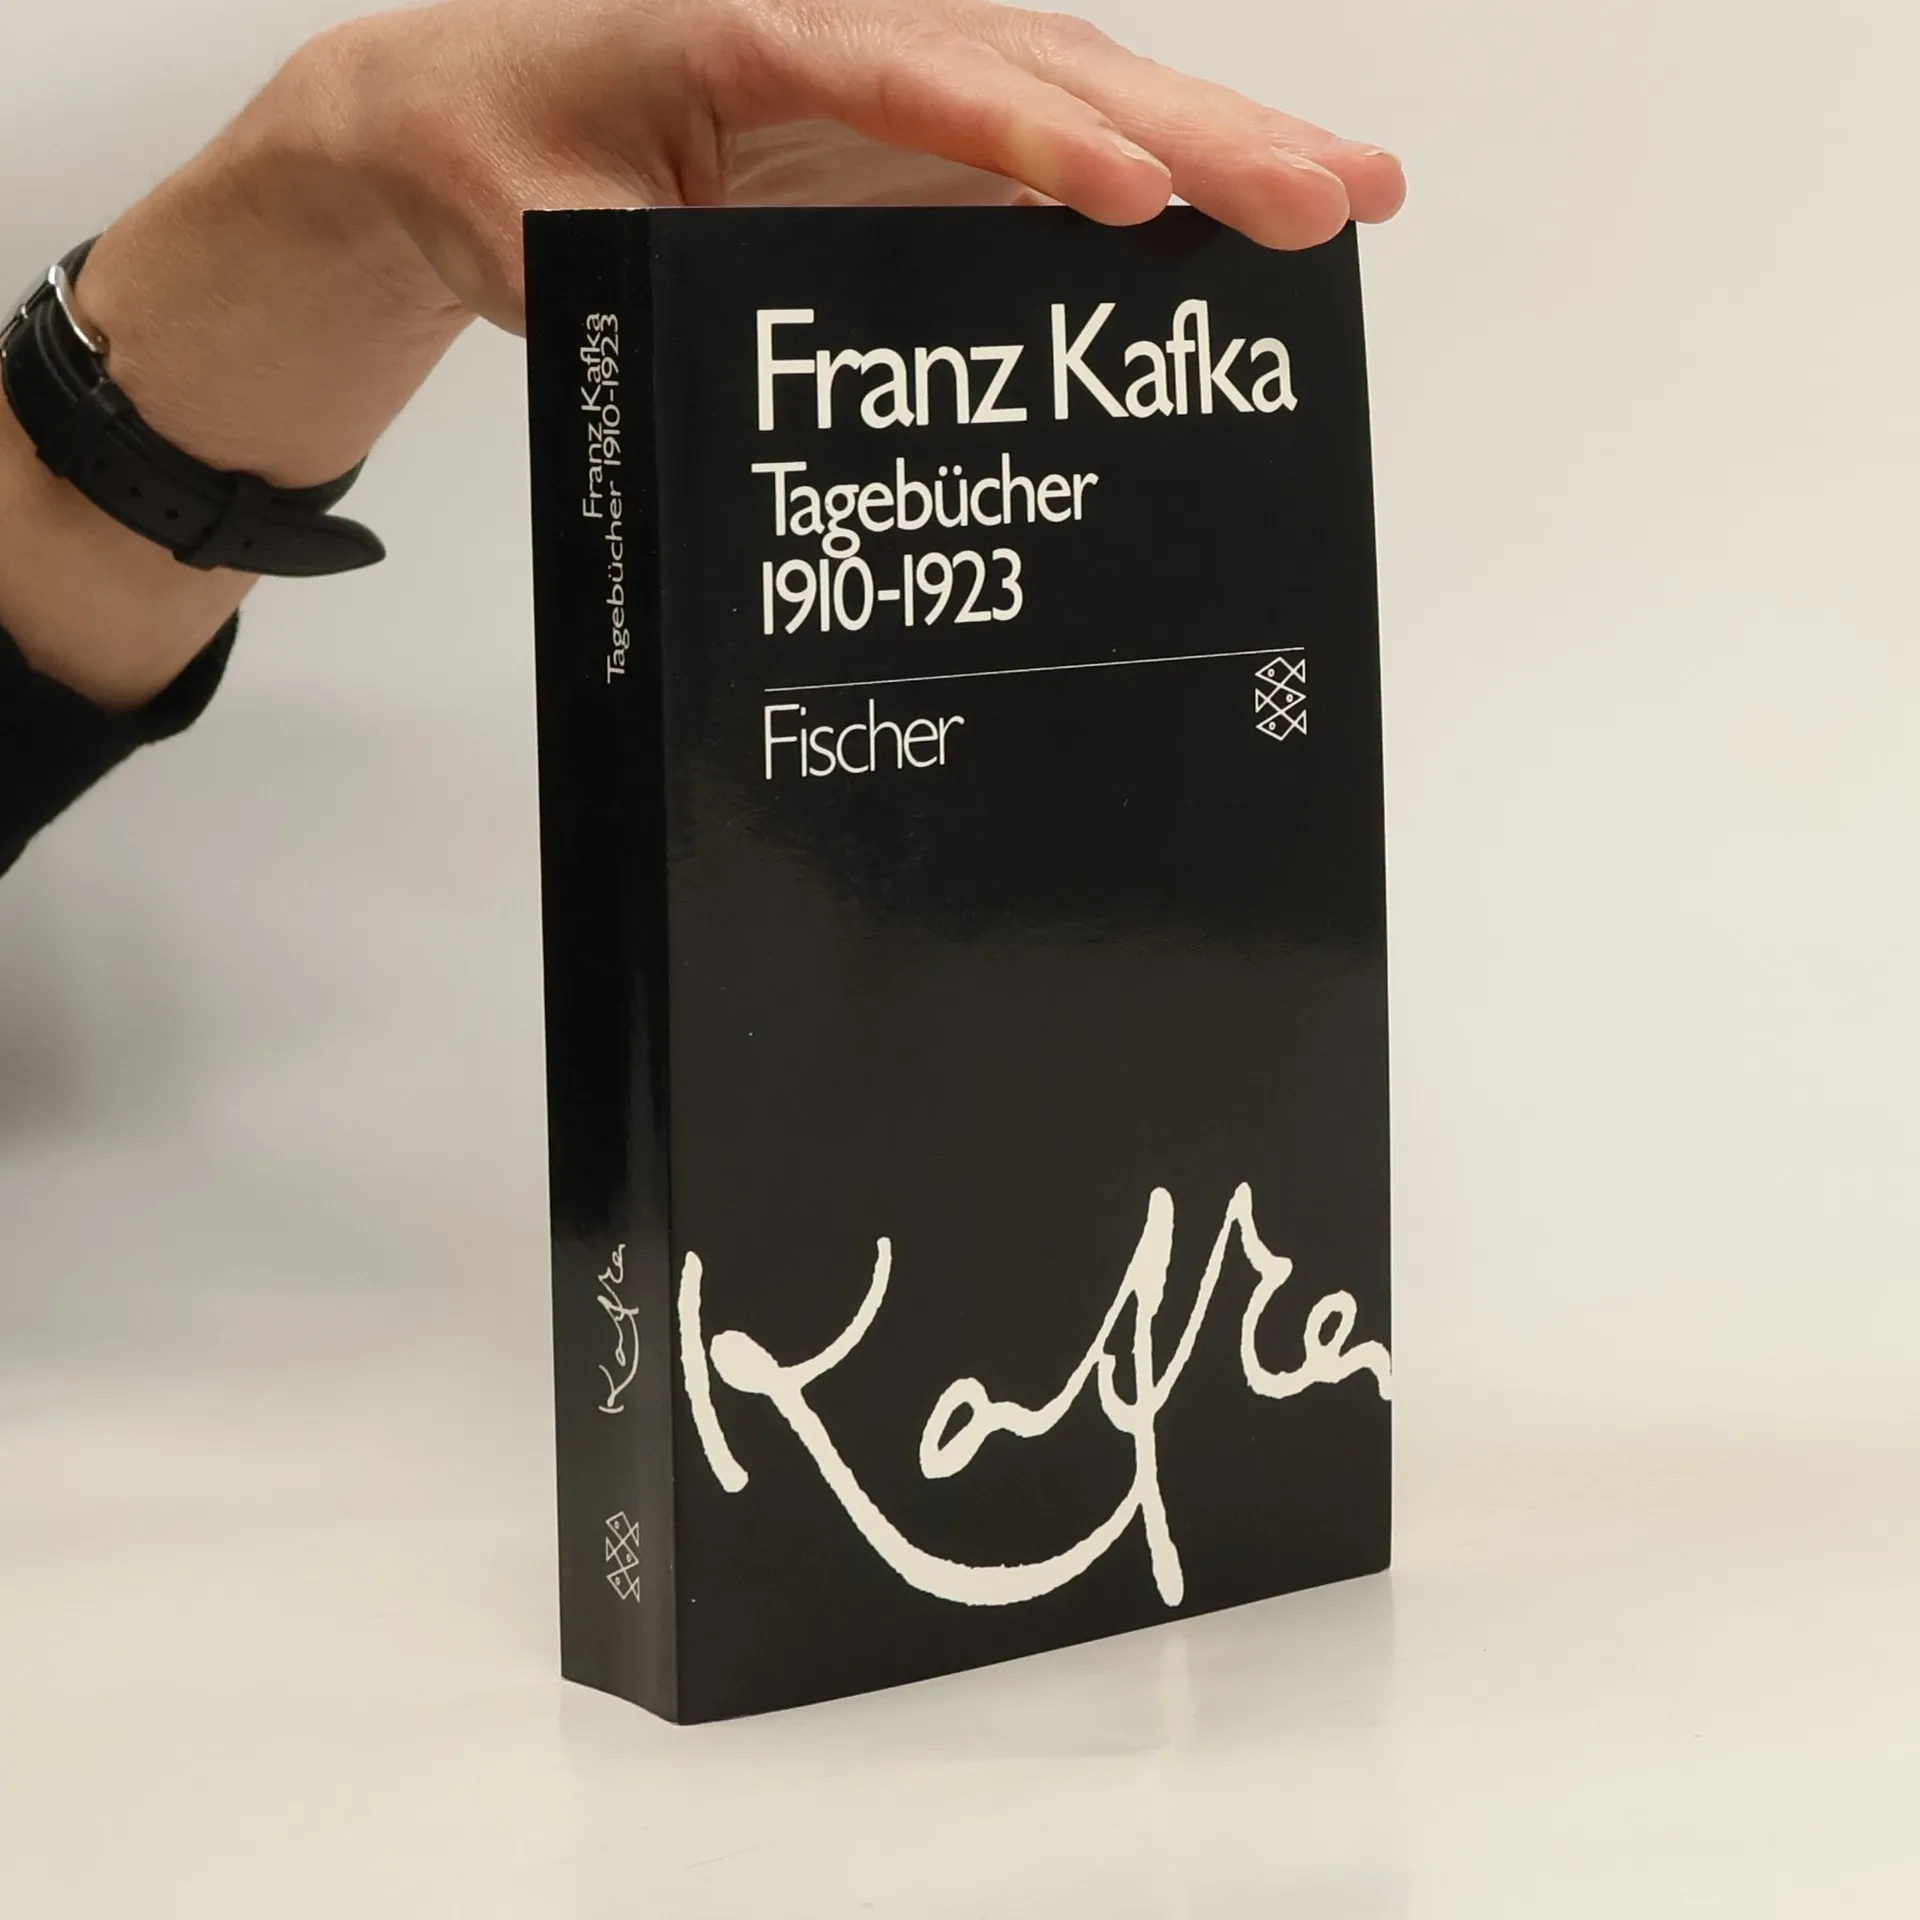 Franz Kafka
Tagebücher 1910-1923
Kafka
Franz Kafka
Tagebücher
1910-1923
Fischer
Kafka